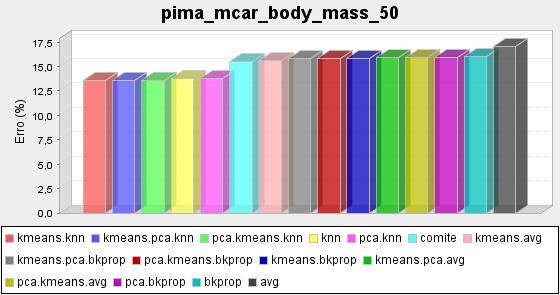 pima_mcar_body_mass_50
17,5
15,0
12,5
10,0
7,5
5,0
2,5
0,0
Erro (%)
kmeans.knn kmeans.pca.knn pca.kmeans.knn knn pca.knn comite kmeans.avg
kmeans.pca.bkprop pca.kmeans.bkprop kmeans.bkprop kmeans.pca.avg
pca.kmeans.avg pca.bkprop bkprop avg